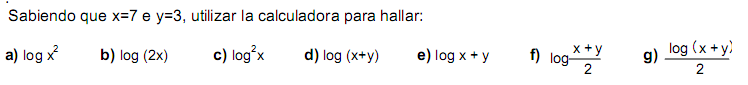 Sabiendo que x=7 e y=3, utilizar la calculadora para hallar:
a) log x² b) log (2x) c) log²x d) log (x+y) e) log x + y f) log (x + y)/2 g) log (x + y)/2